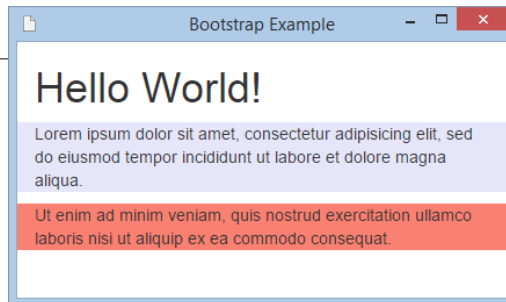 Bootstrap Example
Hello World!
Lorem ipsum dolor sit amet, consectetur adipisicing elit, sed
do eiusmod tempor incididunt ut labore et dolore magna
aliqua.
Ut enim ad minim veniam, quis nostrud exercitation ullamco
laboris nisi ut aliquip ex ea commodo consequat.